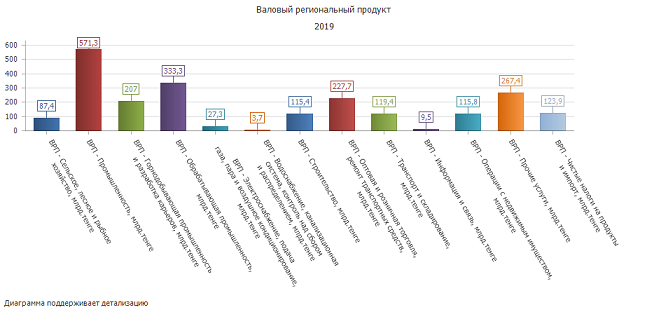 Валовый региональный продукт
2019
600
500
400
300
200
100
0
87,4
571,3
207
333,3
27,3
3,7
115,4
227,7
119,4
9,5
115,8
267,4
123,9
ВРП - Сельское, лесное и рыбное
хозяйство, млрд.тенге
ВРП - Промышленность, млрд.тенге
ВРП - Горнодобывающая промышленность
и разработка карьеров, млрд.тенге
ВРП - Обрабатывающая промышленность,
млрд.тенге
ВРП - Электроснабжение, подача
газа, пара и воздушное кондиционирование,
млрд.тенге
ВРП - Водоснабжение, канализационная
система, контроль над сбором
и распределением, млрд.тенге
ВРП - Строительство, млрд.тенге
ВРП - Оптовая и розничная торговля,
ремонт транспортных средств,
млрд.тенге
ВРП - Транспорт и складирование,
млрд.тенге
ВРП - Информация и связь, млрд.тенге
ВРП - Операции с недвижимым имуществом,
млрд.тенге
ВРП - Прочие услуги, млрд.тенге
ВРП - Чистые налоги на продукты
и импорт, млрд.тенге
Диаграмма поддерживает детализацию